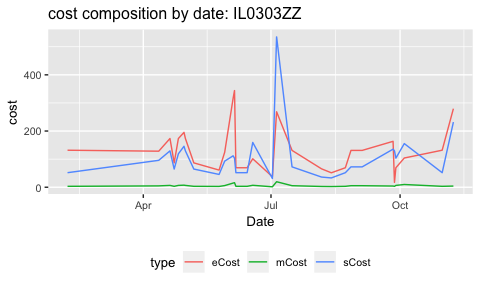 cost composition by date: IL0303ZZ
cost
400
200
0
Apr
Jul
Oct
Date
type
eCost
mCost
sCost